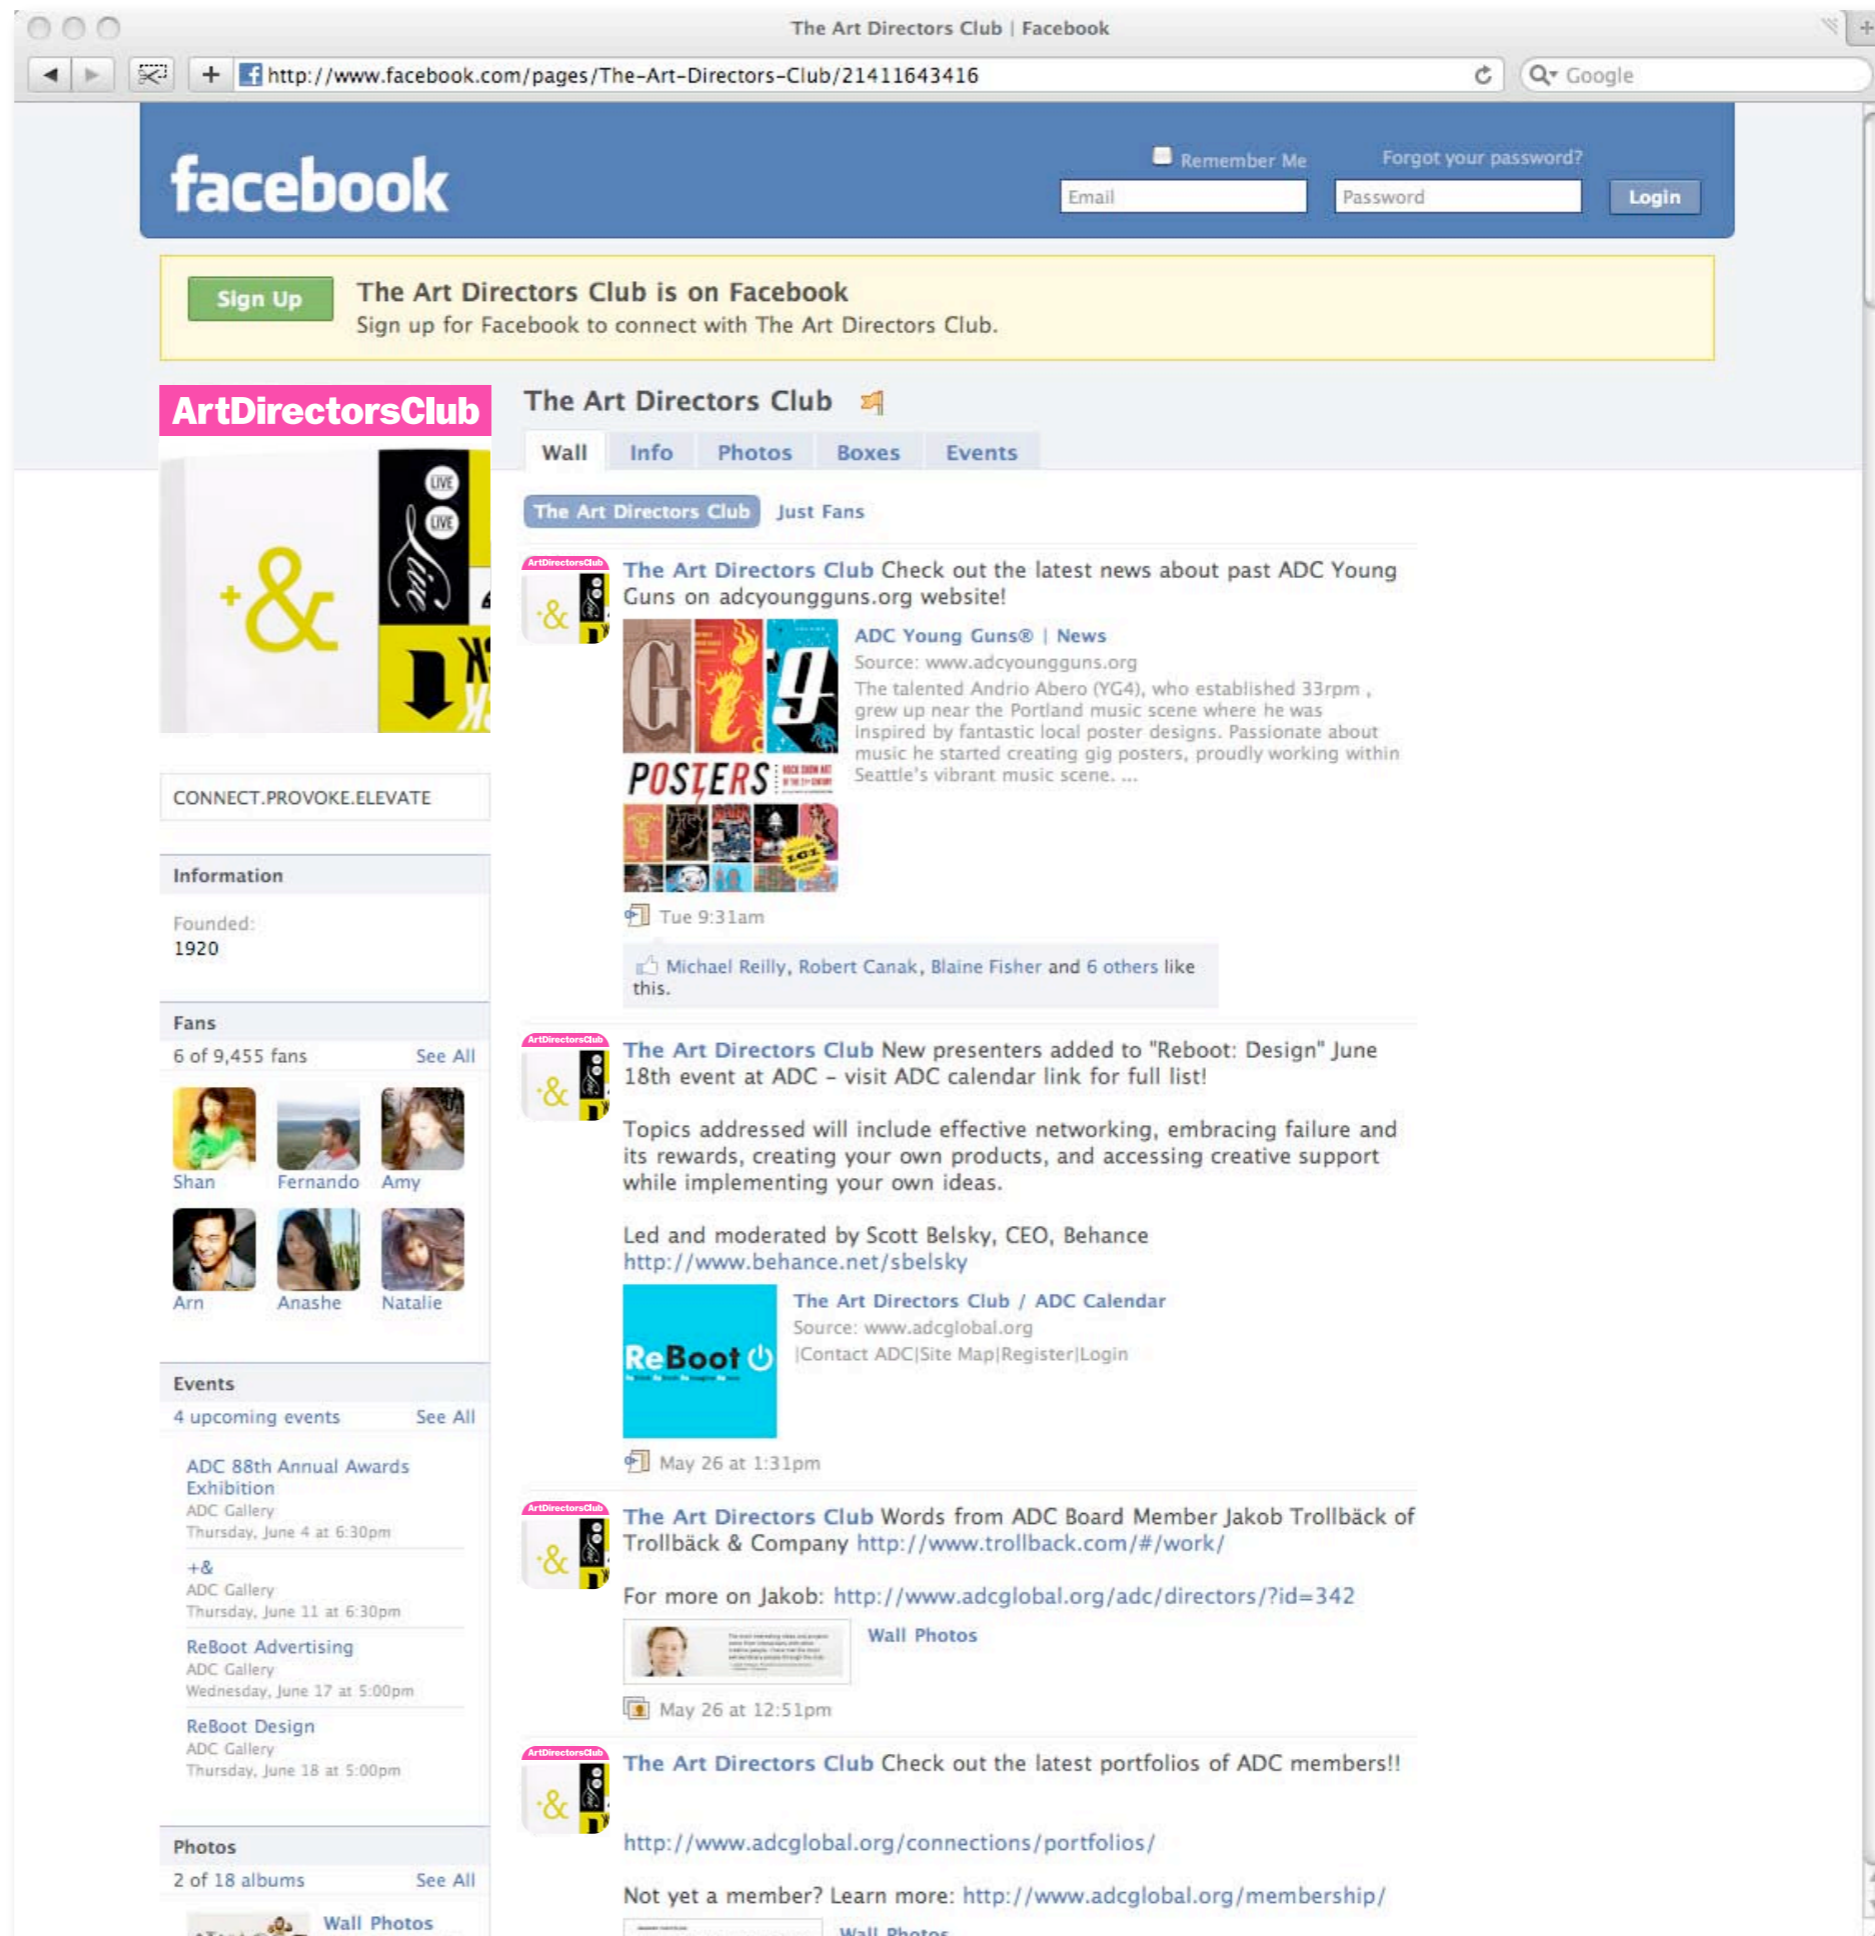 The Art Directors Club | Facebook
http://www.facebook.com/pages/The-Art-Directors-Club/21411643416
Google
facebook
Remember Me
Forgot your password?
Email
Password
Login
Sign Up
The Art Directors Club is on Facebook
Sign up for Facebook to connect with The Art Directors Club.
ArtDirectorsClub
LIVE
LIVE
Live
+&
CONNECT.PROVOKE.ELEVATE
Information
Founded:
1920
Fans
6 of 9,455 fans
See All
Shan
Fernando
Amy
Arn
Anashe
Natalie
Events
4 upcoming events
See All
ADC 88th Annual Awards
Exhibition
ADC Gallery
Thursday, June 4 at 6:30pm
+&
ADC Gallery
Thursday, June 11 at 6:30pm
ReBoot Advertising
ADC Gallery
Wednesday, June 17 at 5:00pm
ReBoot Design
ADC Gallery
Thursday, June 18 at 5:00pm
Photos
2 of 18 albums
See All
Wall Photos
The Art Directors Club
Wall
Info
Photos
Boxes
Events
The Art Directors Club
Just Fans
ArtDirectorsClub
+&
The Art Directors Club Check out the latest news about past ADC Young
Guns on adcyoungguns.org website!
Gig
POSTERS
ROCK SHOW ART
OF THE 21ST CENTURY
ADC Young Guns® | News
Source: www.adcyoungguns.org
The talented Andrio Abero (YG4), who established 33rpm ,
grew up near the Portland music scene where he was
inspired by fantastic local poster designs. Passionate about
music he started creating gig posters, proudly working within
Seattle's vibrant music scene. ...
Tue 9:31am
Michael Reilly, Robert Canak, Blaine Fisher and 6 others like
this.
ArtDirectorsClub
+&
The Art Directors Club New presenters added to "Reboot: Design" June
18th event at ADC – visit ADC calendar link for full list!
Topics addressed will include effective networking, embracing failure and
its rewards, creating your own products, and accessing creative support
while implementing your own ideas.
Led and moderated by Scott Belsky, CEO, Behance
http://www.behance.net/sbelsky
ReBoot
The Art Directors Club / ADC Calendar
Source: www.adcglobal.org
|Contact ADC|Site Map|Register|Login
May 26 at 1:31pm
ArtDirectorsClub
+&
The Art Directors Club Words from ADC Board Member Jakob Trollbäck of
Trollbäck & Company http://www.trollback.com/#/work/
For more on Jakob: http://www.adcglobal.org/adc/directors/?id=342
Wall Photos
May 26 at 12:51pm
ArtDirectorsClub
+&
The Art Directors Club Check out the latest portfolios of ADC members!!
http://www.adcglobal.org/connections/portfolios/
Not yet a member? Learn more: http://www.adcglobal.org/membership/
Wall Photos